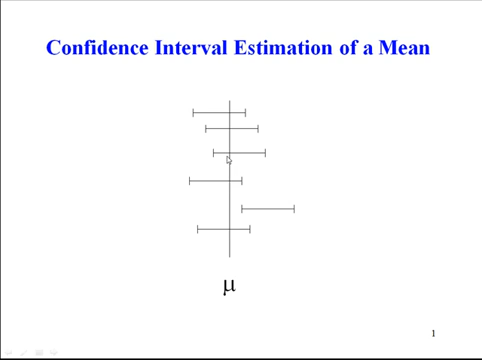 Confidence Interval Estimation of a Mean
μ
1